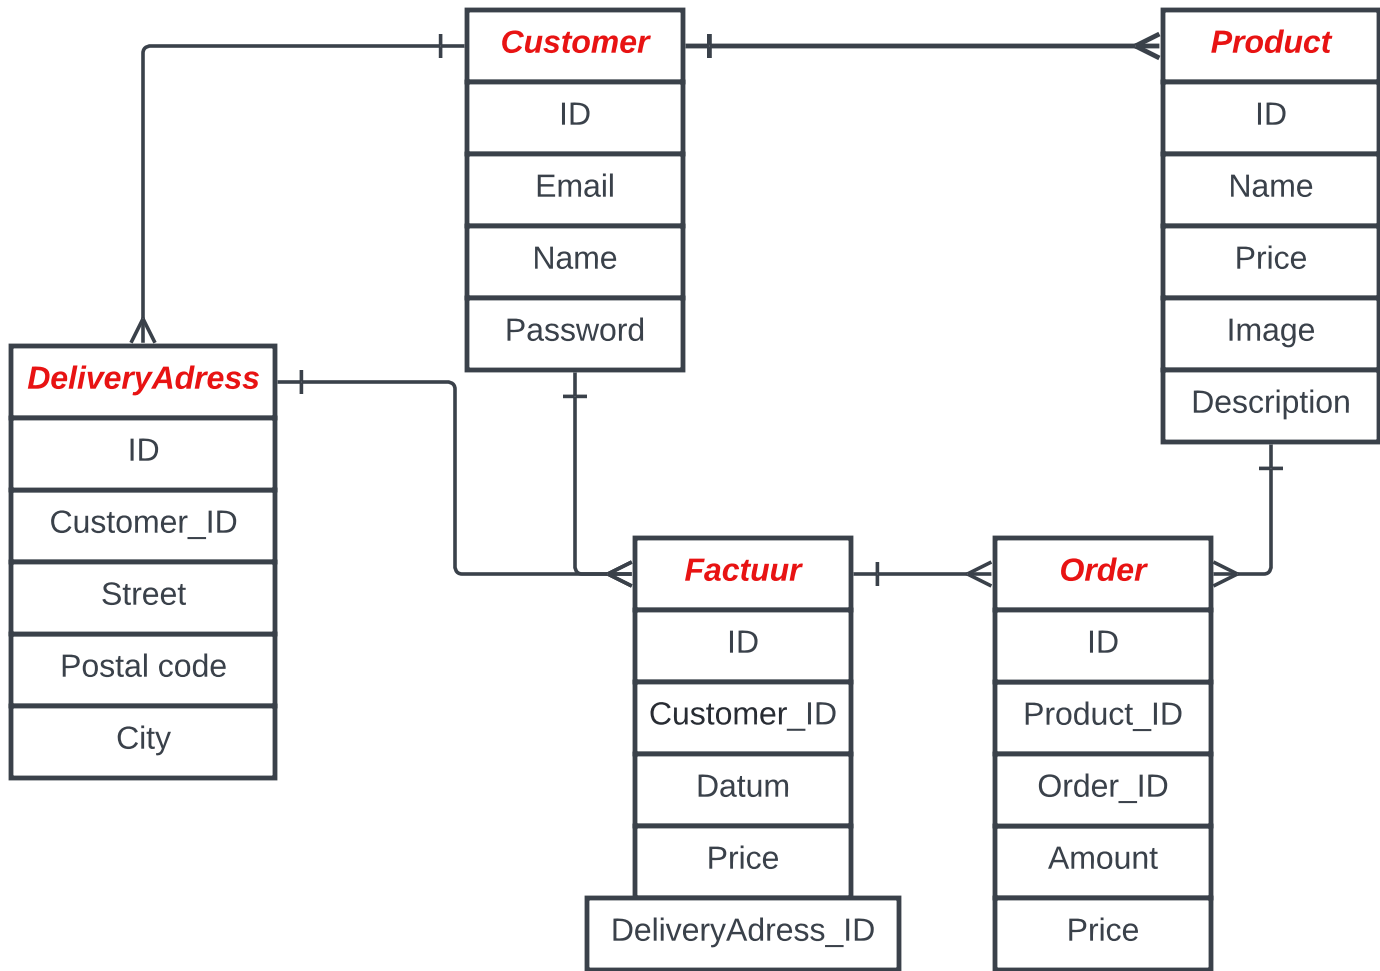 Customer
ID
Email
Name
Password
Product
ID
Name
Price
Image
Description
DeliveryAdress
ID
Customer_ID
Street
Postal code
City
Factuur
ID
Customer_ID
Datum
Price
DeliveryAdress_ID
Order
ID
Product_ID
Order_ID
Amount
Price